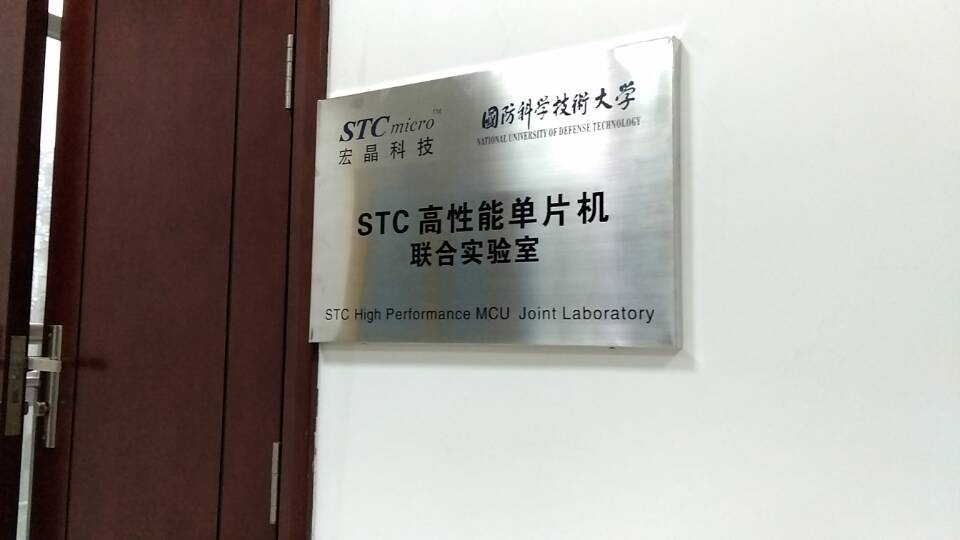 STC micro™
宏晶科技
國防科学技術大学
NATIONAL UNIVERSITY OF DEFENSE TECHNOLOGY
STC 高性能单片机
联合实验室
STC High Performance MCU Joint Laboratory